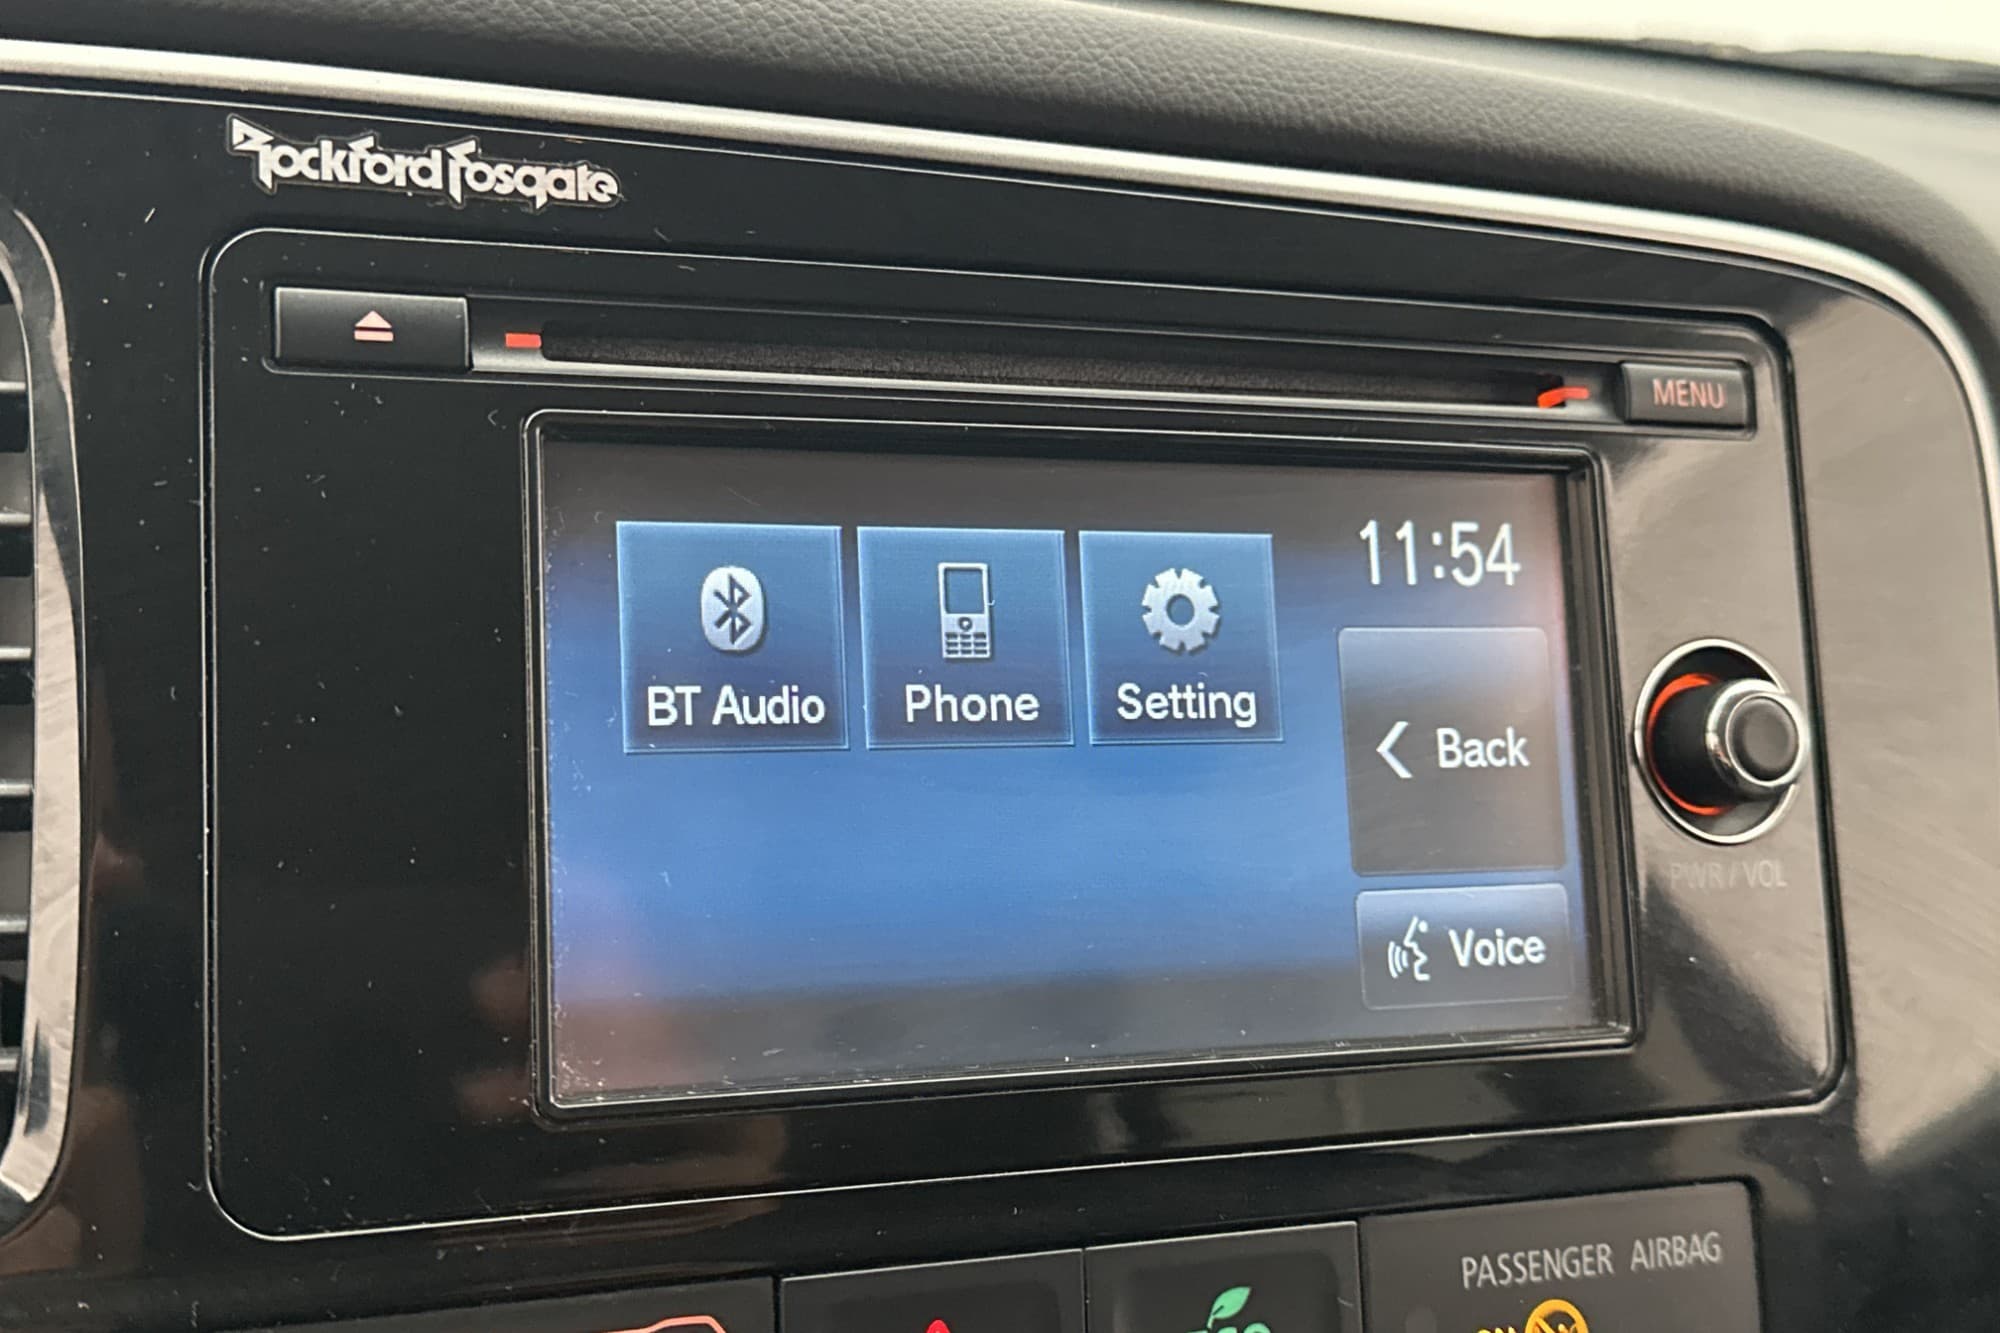 Rockford Fosgate
MENU
11:54
BT Audio
Phone
Setting
Back
Voice
PWR / VOL
PASSENGER AIRBAG